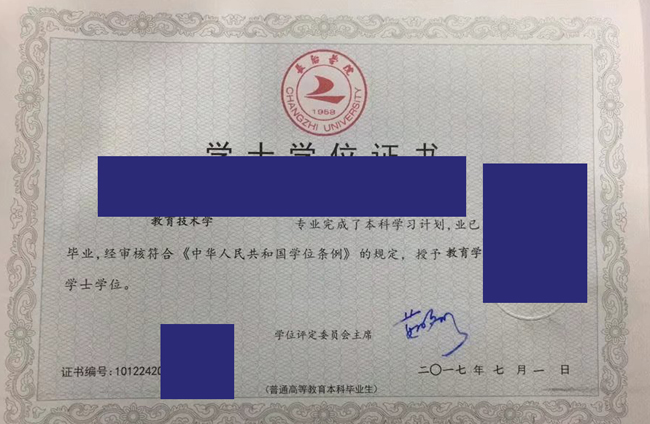 長治学院
CHANGZHI UNIVERSITY
1958
学士学位证书
教育技术学 专业完成了本科学习计划,业已
毕业,经审核符合《中华人民共和国学位条例》的规定,授予 教育学
学士学位。
学位评定委员会主席
证书编号:10122420
二〇一七年 七 月 一 日
(普通高等教育本科毕业生)